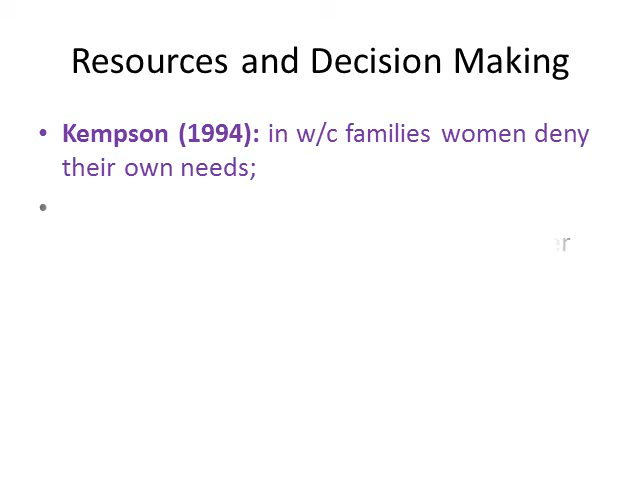 Resources and Decision Making
• Kempson (1994): in w/c families women deny
their own needs;
•